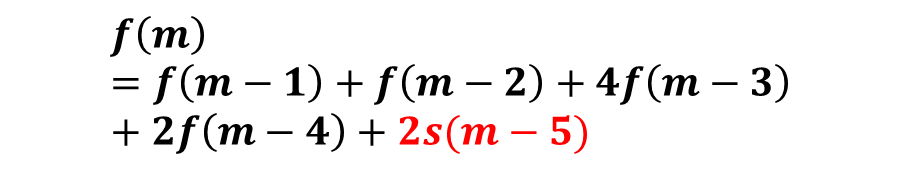 f(m)
= f(m − 1) + f(m − 2) + 4f(m − 3)
+ 2f(m − 4) + 2s(m − 5)